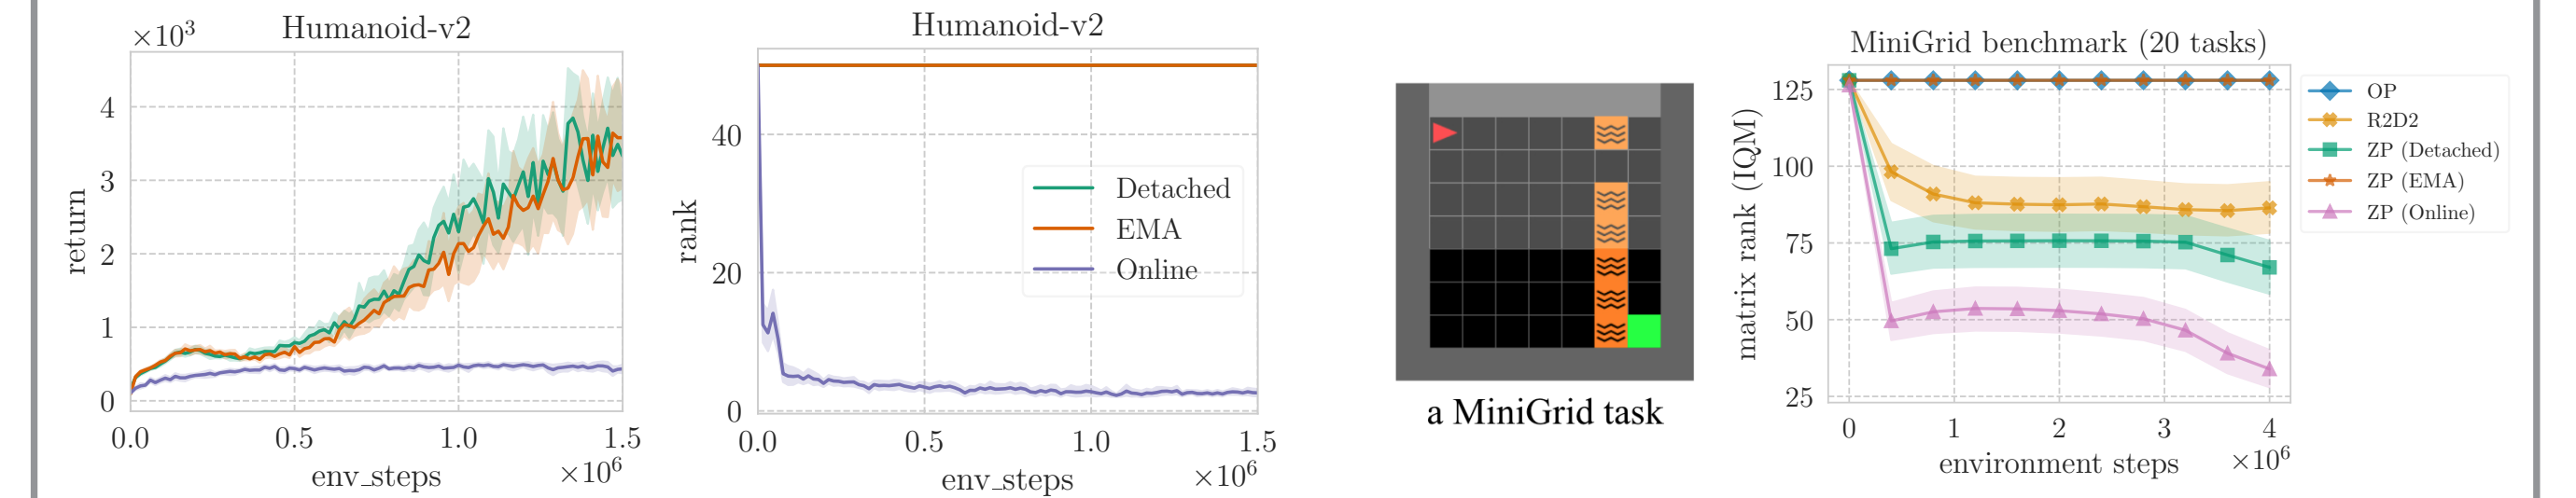 Humanoid-v2
×10³
4
3
2
1
0
return
0.0 0.5 1.0 1.5
env_steps
×10⁶
Humanoid-v2
40
20
0
rank
Detached
EMA
Online
0.0 0.5 1.0 1.5
env_steps
×10⁶
a MiniGrid task
MiniGrid benchmark (20 tasks)
125
100
75
50
25
matrix rank (IQM)
0 1 2 3 4
environment steps
×10⁶
OP
R2D2
ZP (Detached)
ZP (EMA)
ZP (Online)